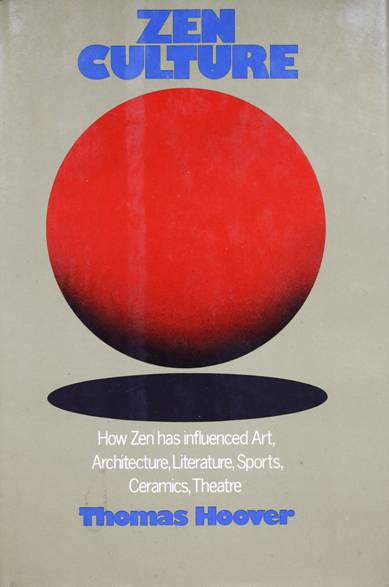 ZEN
CULTURE
How Zen has influenced Art,
Architecture, Literature, Sports,
Ceramics, Theatre
Thomas Hoover